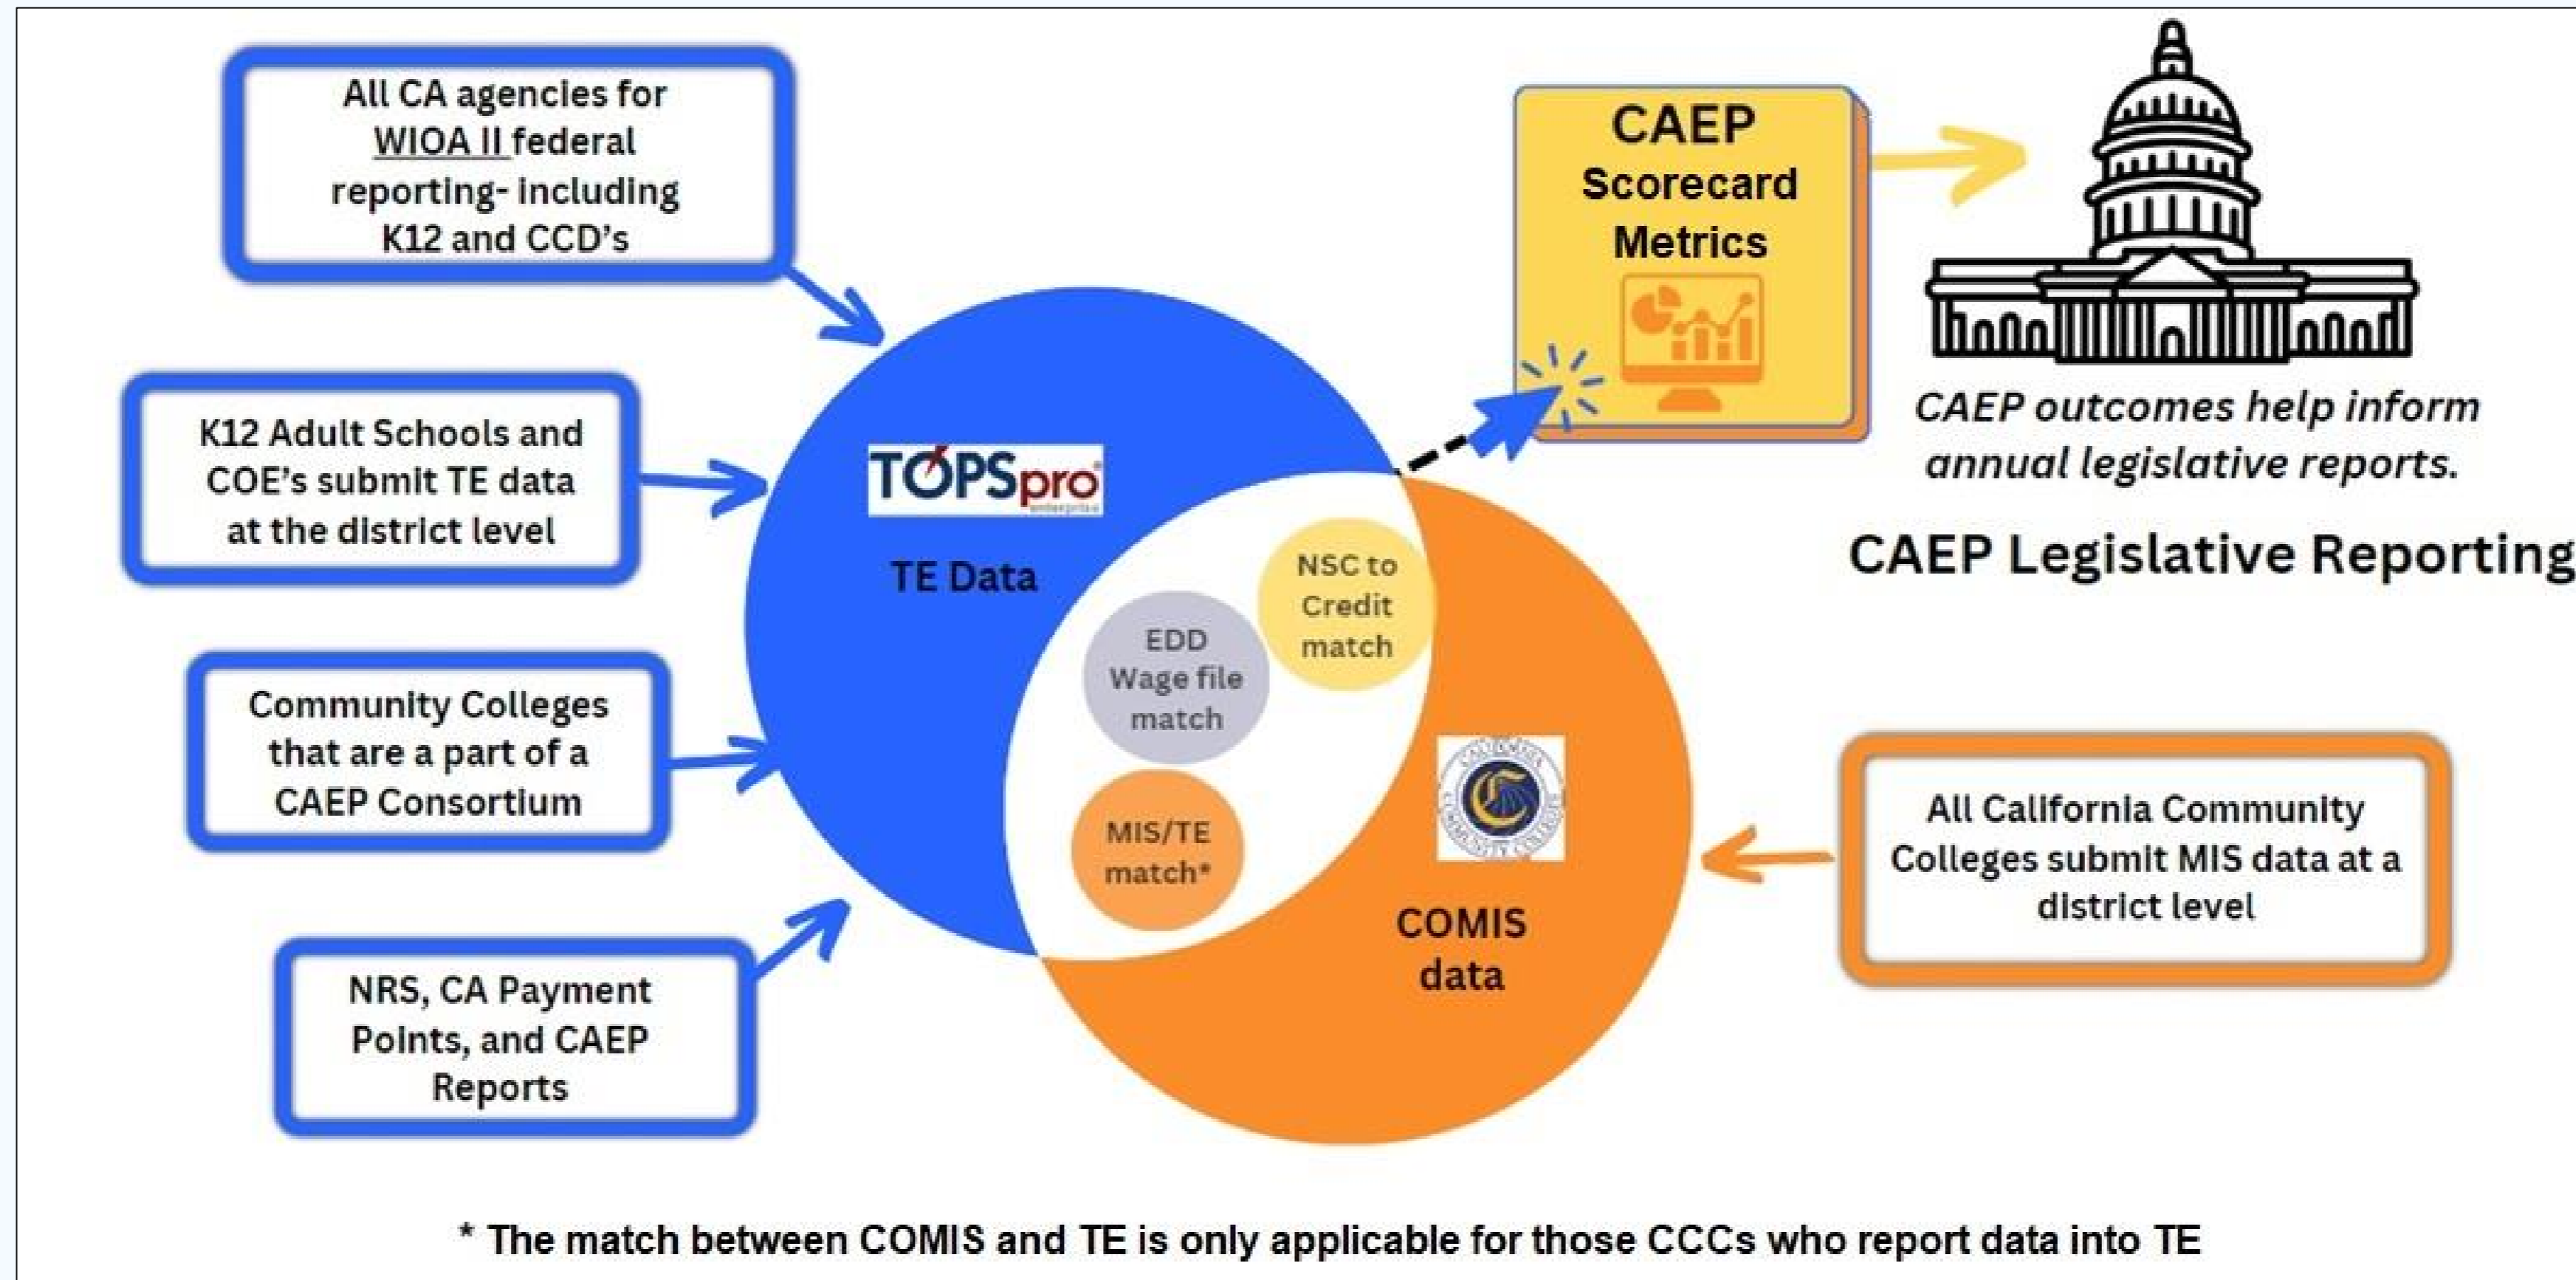 All CA agencies for
WIOA II federal
reporting- including
K12 and CCD's
K12 Adult Schools and
COE's submit TE data
at the district level
Community Colleges
that are a part of a
CAEP Consortium
NRS, CA Payment
Points, and CAEP
Reports
TOPSpro
enterprise
TE Data
EDD
Wage file
match
NSC to
Credit
match
MIS/TE
match*
COMIS
data
CAEP
Scorecard
Metrics
CAEP outcomes help inform
annual legislative reports.
CAEP Legislative Reporting
CALIFORNIA
COMMUNITY COLLEGES
All California Community
Colleges submit MIS data at a
district level
* The match between COMIS and TE is only applicable for those CCCs who report data into TE